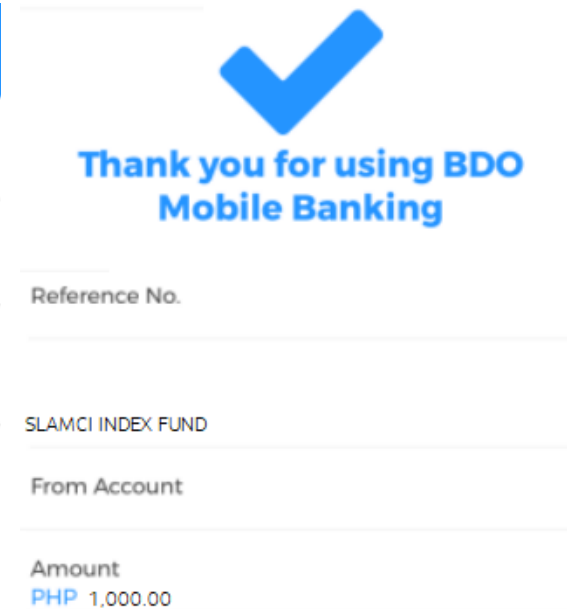 Thank you for using BDO
Mobile Banking
Reference No.
SLAMCI INDEX FUND
From Account
Amount
PHP 1,000.00